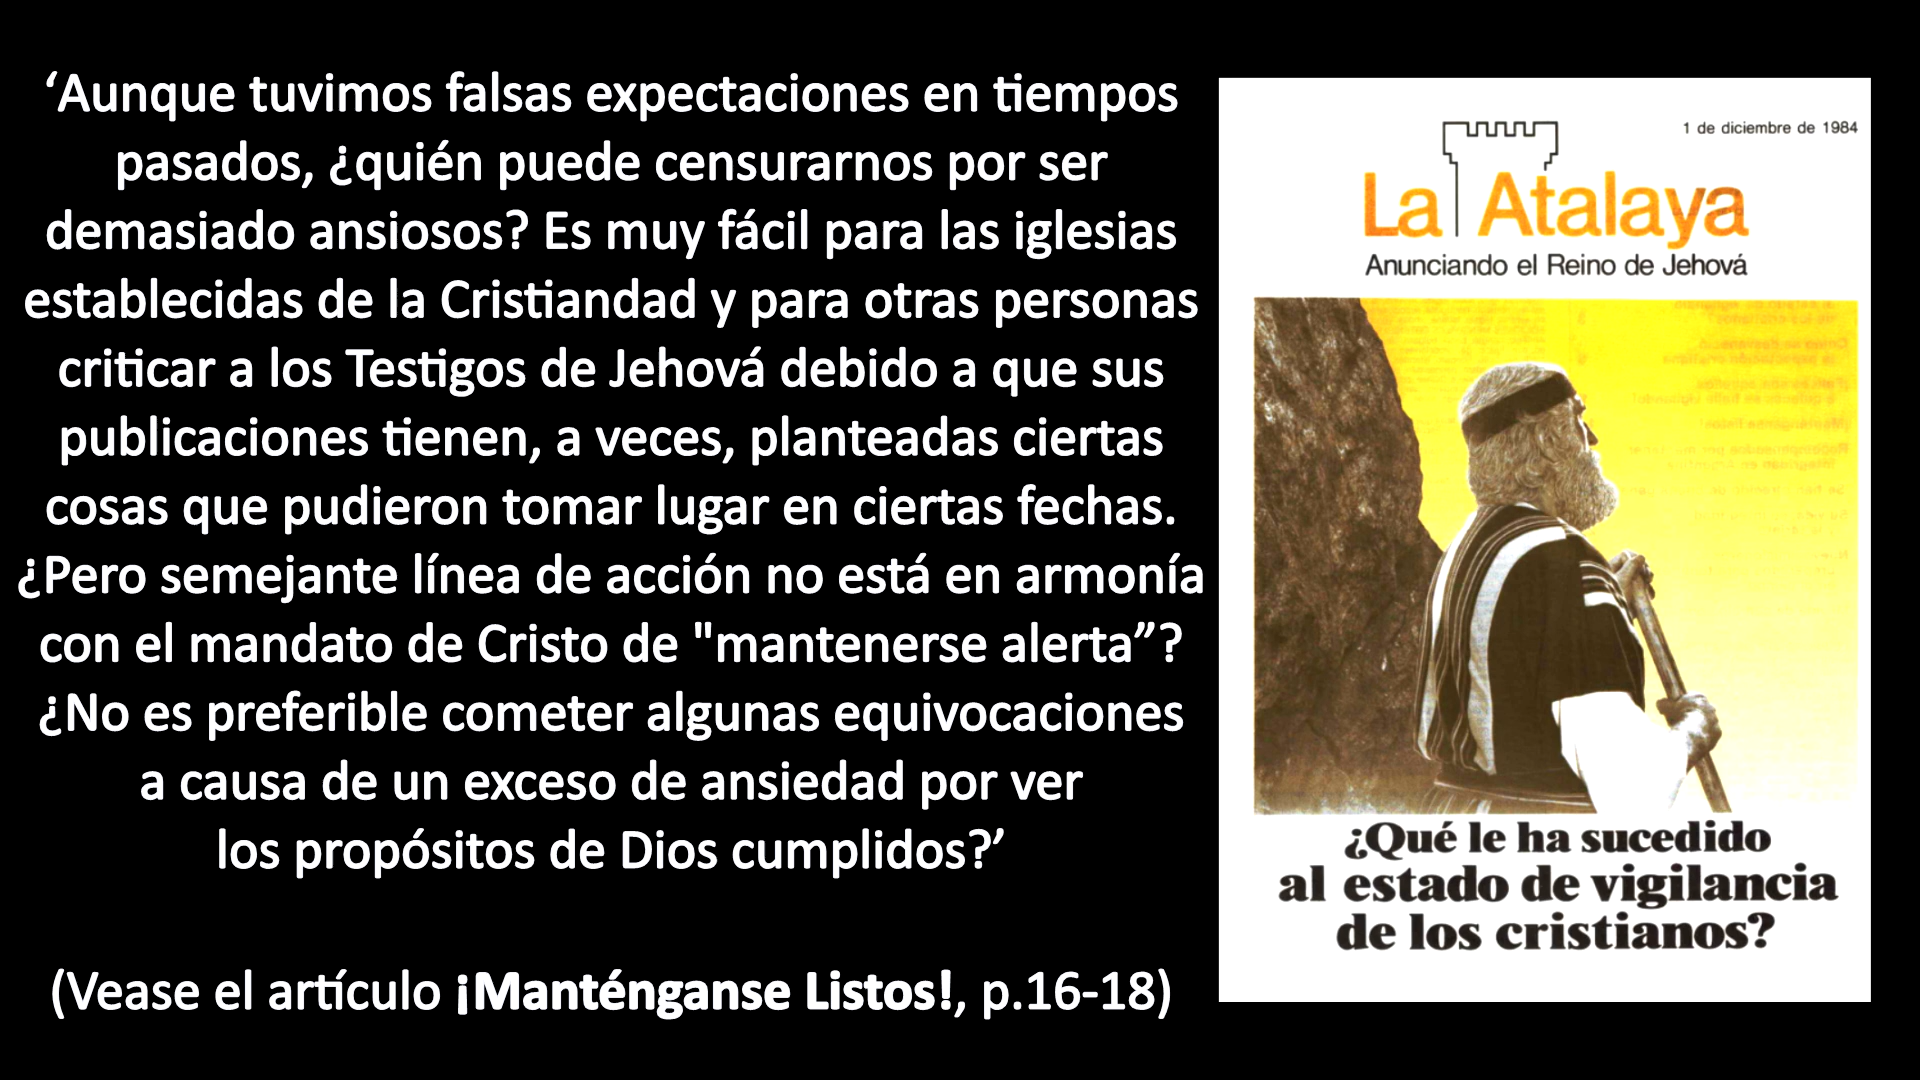 ‘Aunque tuvimos falsas expectaciones en tiempos
pasados, ¿quién puede censurarnos por ser
demasiado ansiosos? Es muy fácil para las iglesias
establecidas de la Cristiandad y para otras personas
criticar a los Testigos de Jehová debido a que sus
publicaciones tienen, a veces, planteadas ciertas
cosas que pudieron tomar lugar en ciertas fechas.
¿Pero semejante línea de acción no está en armonía
con el mandato de Cristo de "mantenerse alerta”?
¿No es preferible cometer algunas equivocaciones
a causa de un exceso de ansiedad por ver
los propósitos de Dios cumplidos?’
(Vease el artículo ¡Manténganse Listos!, p.16-18)
1 de diciembre de 1984
La Atalaya
Anunciando el Reino de Jehová
¿Qué le ha sucedido
al estado de vigilancia
de los cristianos?